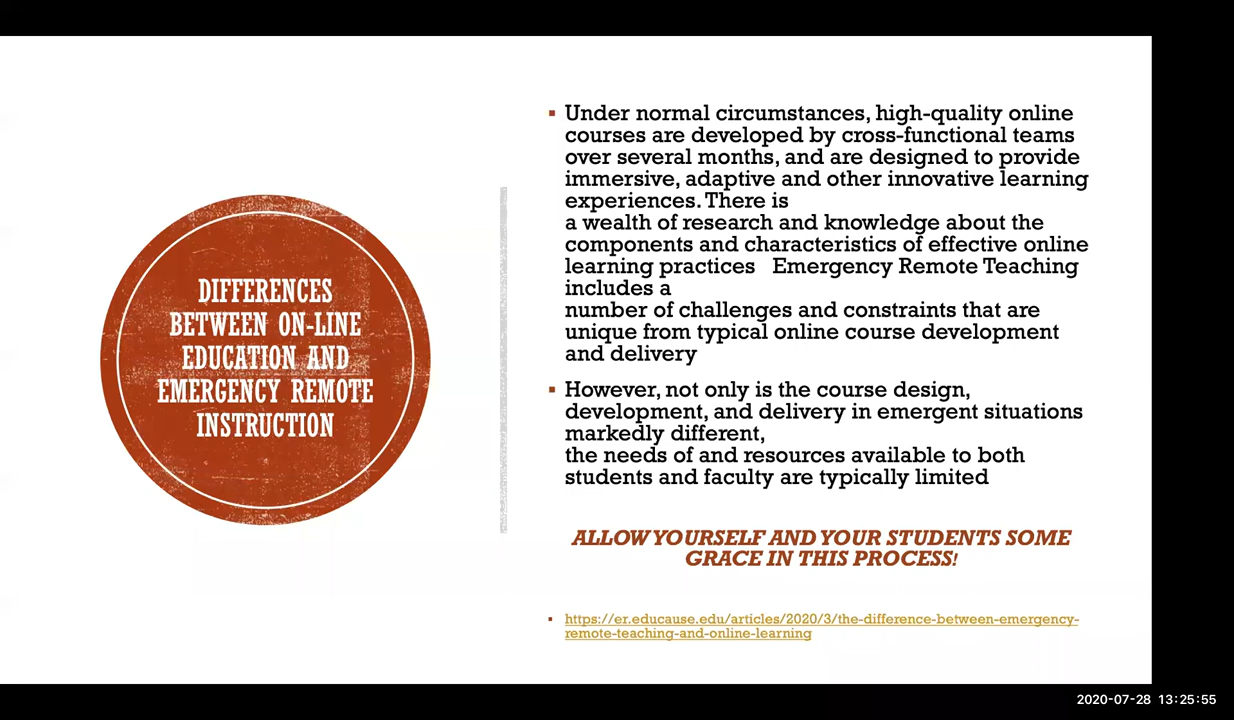 DIFFERENCES
BETWEEN ON-LINE
EDUCATION AND
EMERGENCY REMOTE
INSTRUCTION
▪ Under normal circumstances, high-quality online
courses are developed by cross-functional teams
over several months, and are designed to provide
immersive, adaptive and other innovative learning
experiences. There is
a wealth of research and knowledge about the
components and characteristics of effective online
learning practices   Emergency Remote Teaching
includes a
number of challenges and constraints that are
unique from typical online course development
and delivery
▪ However, not only is the course design,
development, and delivery in emergent situations
markedly different,
the needs of and resources available to both
students and faculty are typically limited
ALLOW YOURSELF AND YOUR STUDENTS SOME
GRACE IN THIS PROCESS!
▪ https://er.educause.edu/articles/2020/3/the-difference-between-emergency-
remote-teaching-and-online-learning
2020-07-28 13:25:55